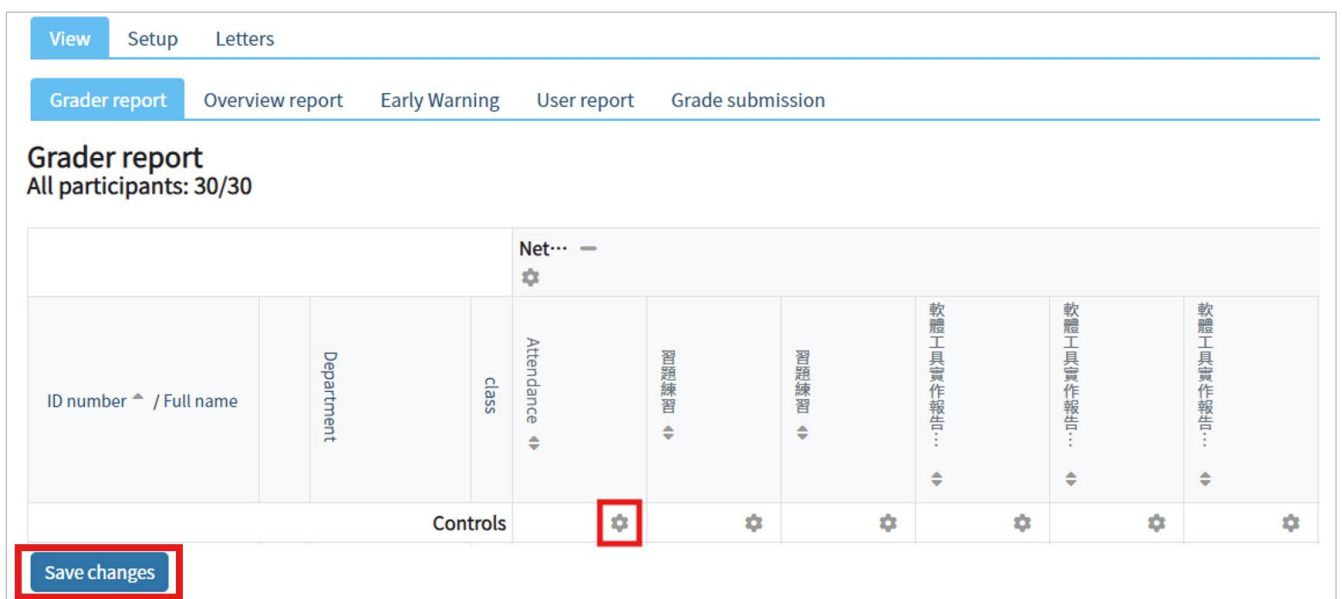 View Setup Letters
Grader report Overview report Early Warning User report Grade submission
Grader report
All participants: 30/30
Net…
ID number / Full name
Department
class
Attendance
習題練習
習題練習
軟體工具實作報告…
軟體工具實作報告…
軟體工具實作報告…
Controls
Save changes